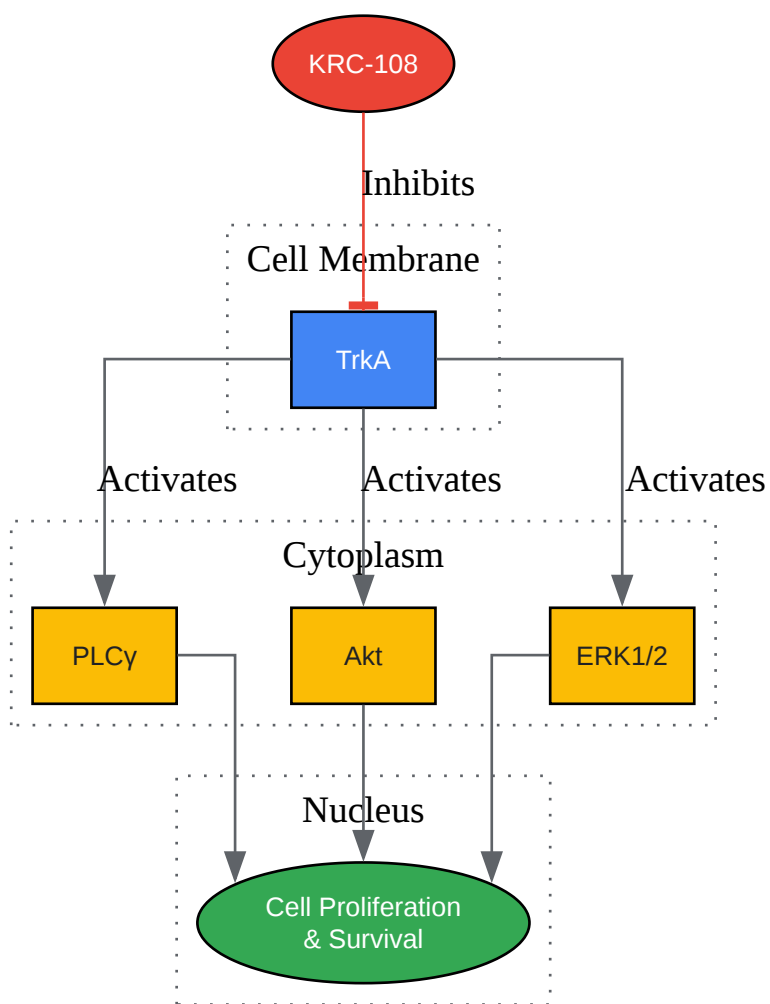 KRC-108
Inhibits
Cell Membrane
TrkA
Activates
Activates
Activates
Cytoplasm
PLCγ
Akt
ERK1/2
Nucleus
Cell Proliferation
& Survival